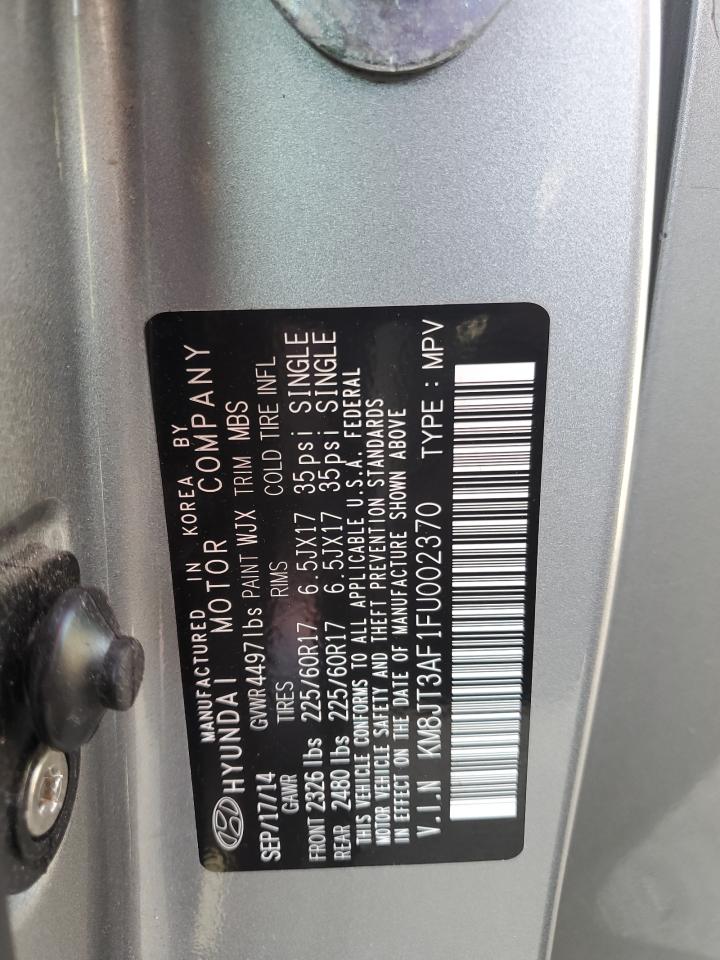 MANUFACTURED IN KOREA BY
HYUNDAI MOTOR COMPANY
SEP/17/14 GVWR4497lbs PAINT WJX TRIM MBS
GAWR TIRES RIMS COLD TIRE INFL
FRONT 2326 lbs 225/60R17 6.5JX17 35psi SINGLE
REAR 2480 lbs 225/60R17 6.5JX17 35psi SINGLE
THIS VEHICLE CONFORMS TO ALL APPLICABLE U.S.A. FEDERAL
MOTOR VEHICLE SAFETY AND THEFT PREVENTION STANDARDS
IN EFFECT ON THE DATE OF MANUFACTURE SHOWN ABOVE
V.I.N KM8JT3AF1FU002370 TYPE : MPV